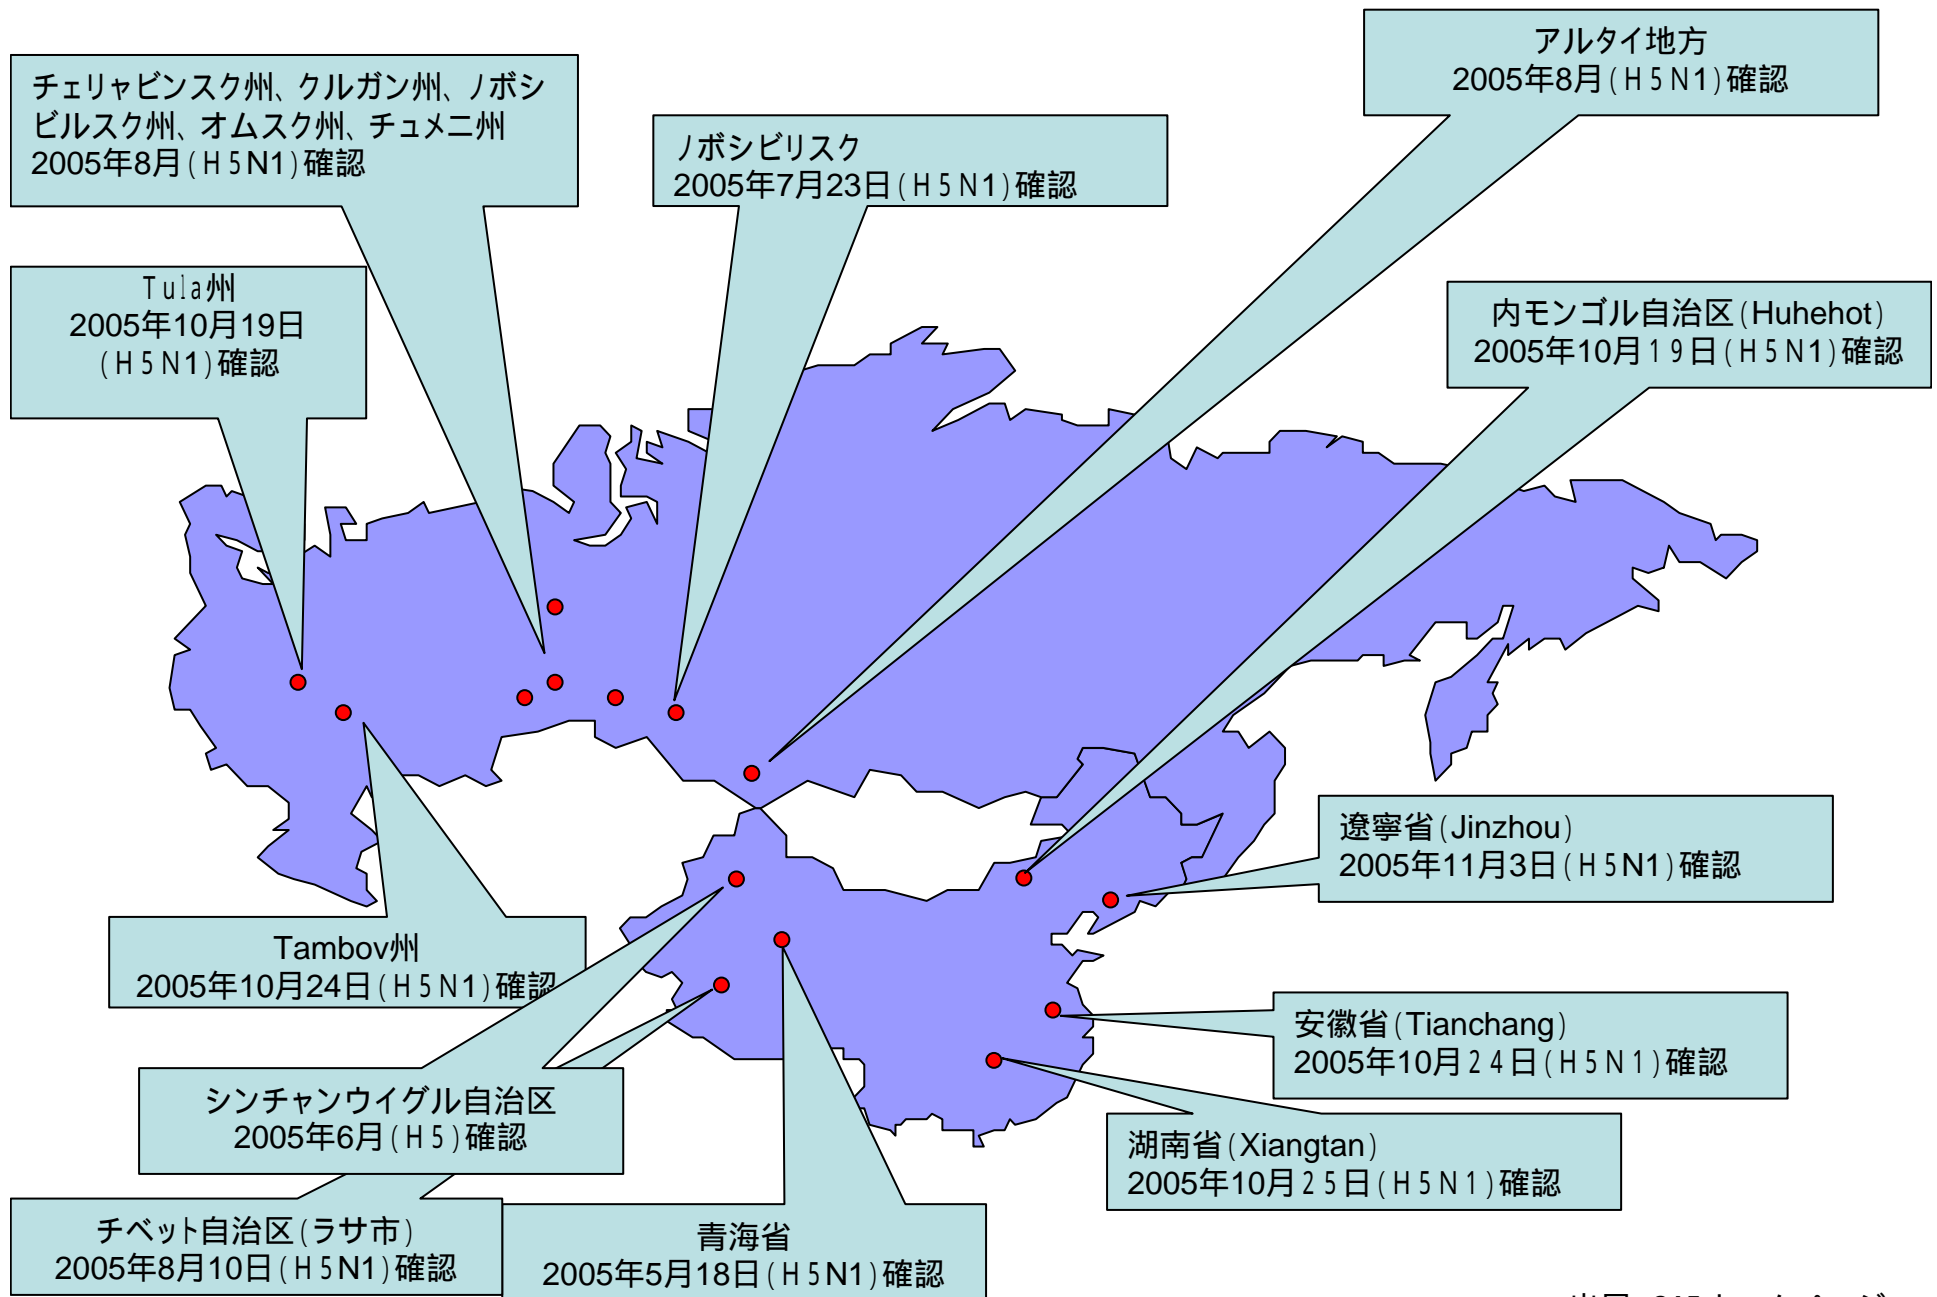 アルタイ地方
2005年8月(Ｈ５Ｎ1)確認
チェリャビンスク州、クルガン州、ノボシ
ビルスク州、オムスク州、チュメニ州
2005年8月(Ｈ５N1)確認
ノボシビリスク
2005年7月23日(Ｈ５Ｎ1)確認
Ｔｕｌａ州
2005年10月19日
(Ｈ５Ｎ1)確認
内モンゴル自治区(Huhehot)
2005年10月１９日(Ｈ５Ｎ1)確認
遼寧省(Jinzhou)
2005年11月3日(Ｈ５N1)確認
Tambov州
2005年10月24日(Ｈ５Ｎ1)確認
安徽省(Tianchang)
2005年10月２４日(Ｈ５Ｎ１)確認
シンチャンウイグル自治区
2005年6月(Ｈ５)確認
湖南省(Xiangtan)
2005年10月２５日(Ｈ５Ｎ１)確認
チベット自治区(ラサ市)
2005年8月10日(Ｈ５N1)確認
青海省
2005年5月18日(Ｈ５N1)確認